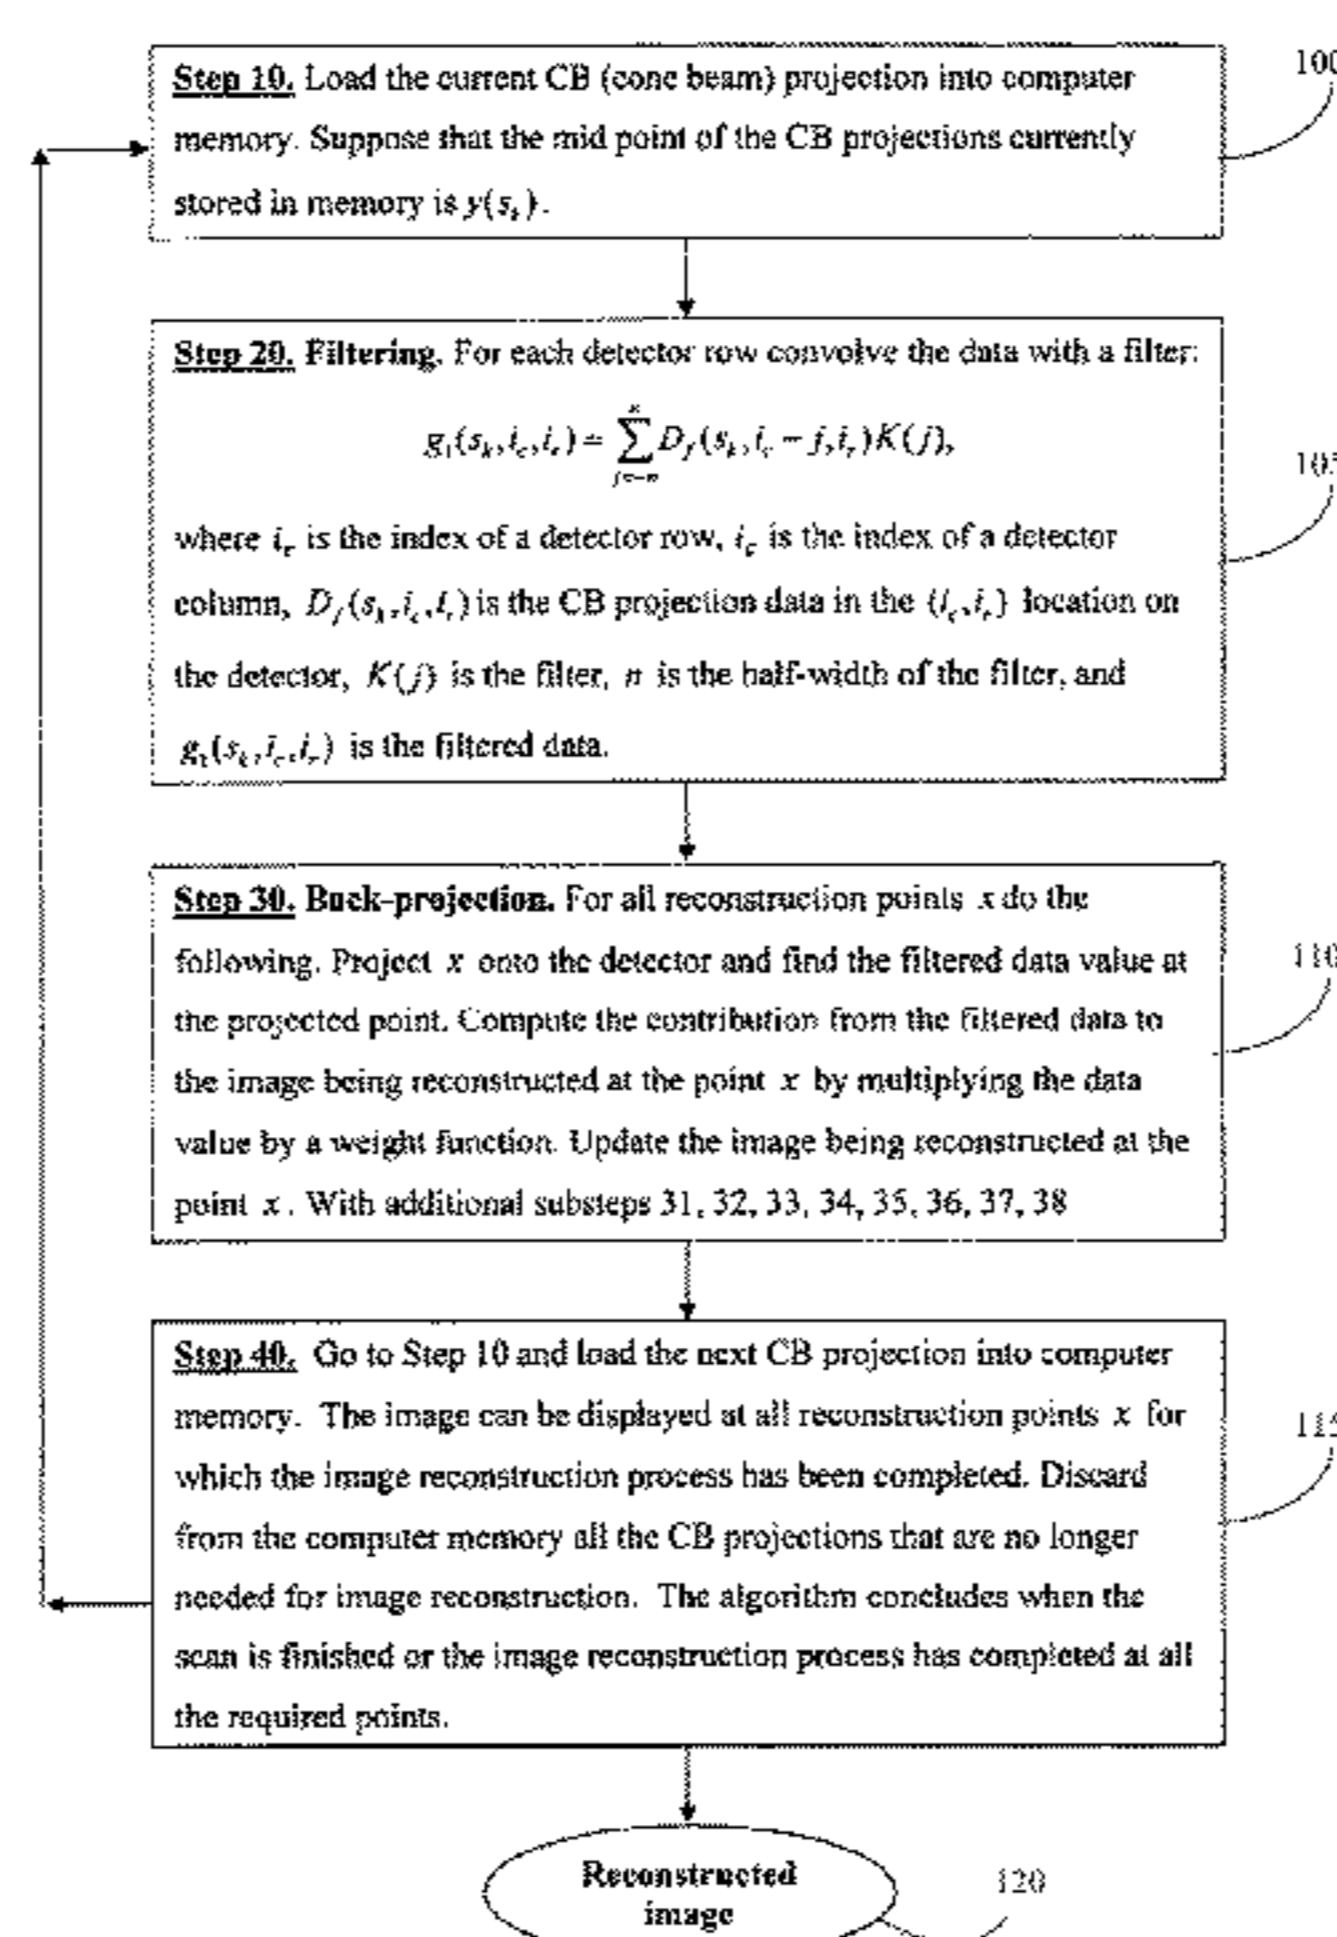 Step 10. Load the current CB (cone beam) projection into computer
memory. Suppose that the mid point of the CB projections currently
stored in memory is y(s_k).
100
Step 20. Filtering. For each detector row convolve the data with a filter:
g_1(s_k, i_c, i_r) = ∑_{j=-n}^{n} D_f(s_k, i_c - j, i_r)K(j),
105
where i_r is the index of a detector row, i_c is the index of a detector
column, D_f(s_k, i_c, i_r) is the CB projection data in the (i_c, i_r) location on
the detector, K(j) is the filter, n is the half-width of the filter, and
g_1(s_k, i_c, i_r) is the filtered data.
Step 30. Back-projection. For all reconstruction points x do the
following. Project x onto the detector and find the filtered data value at
110
the projected point. Compute the contribution from the filtered data to
the image being reconstructed at the point x by multiplying the data
value by a weight function. Update the image being reconstructed at the
point x. With additional substeps 31, 32, 33, 34, 35, 36, 37, 38
Step 40. Go to Step 10 and load the next CB projection into computer
memory. The image can be displayed at all reconstruction points x for
115
which the image reconstruction process has been completed. Discard
from the computer memory all the CB projections that are no longer
needed for image reconstruction. The algorithm concludes when the
scan is finished or the image reconstruction process has completed at all
the required points.
Reconstructed
image
120